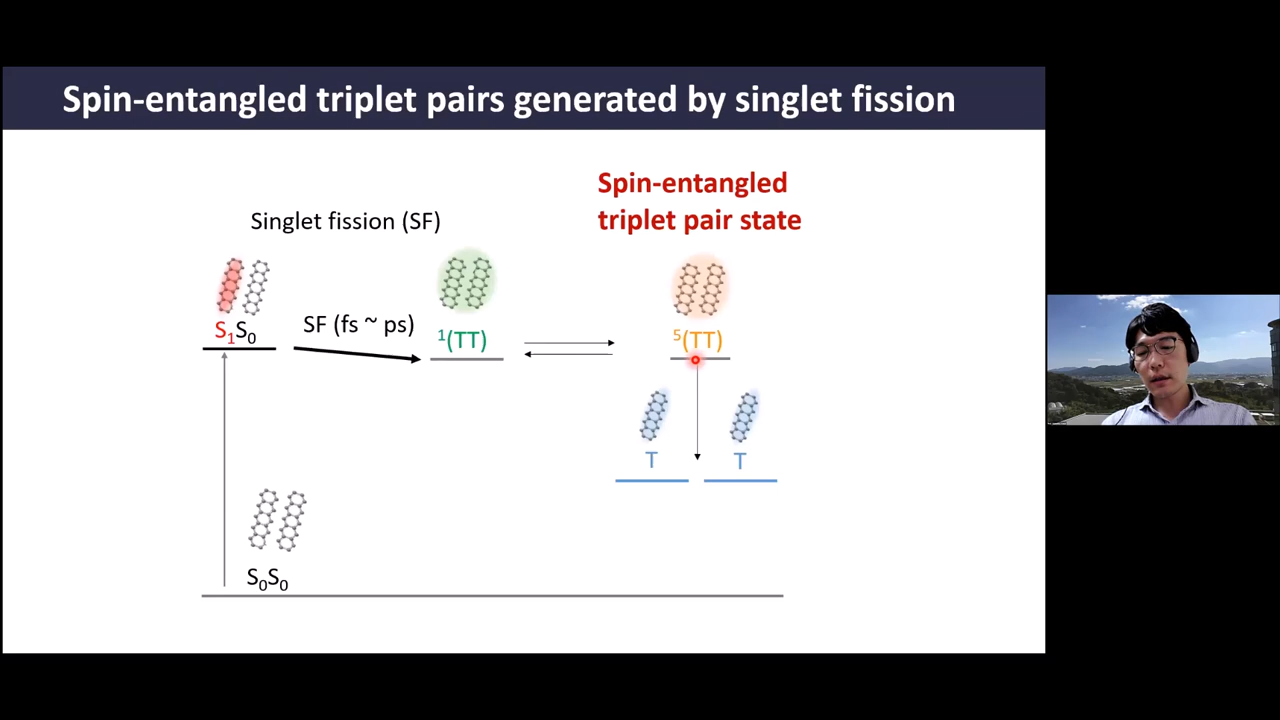 Spin-entangled triplet pairs generated by singlet fission
Spin-entangled
triplet pair state
Singlet fission (SF)
S₁S₀
SF (fs ~ ps)
¹(TT)
⁵(TT)
T
T
S₀S₀